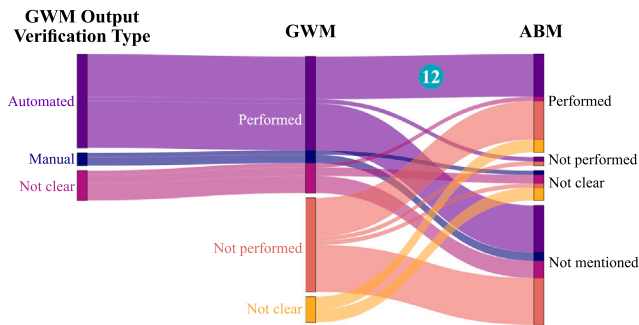 GWM Output
Verification Type
GWM
ABM
12
Automated
Performed
Performed
Manual
Not performed
Not clear
Not clear
Not performed
Not mentioned
Not clear